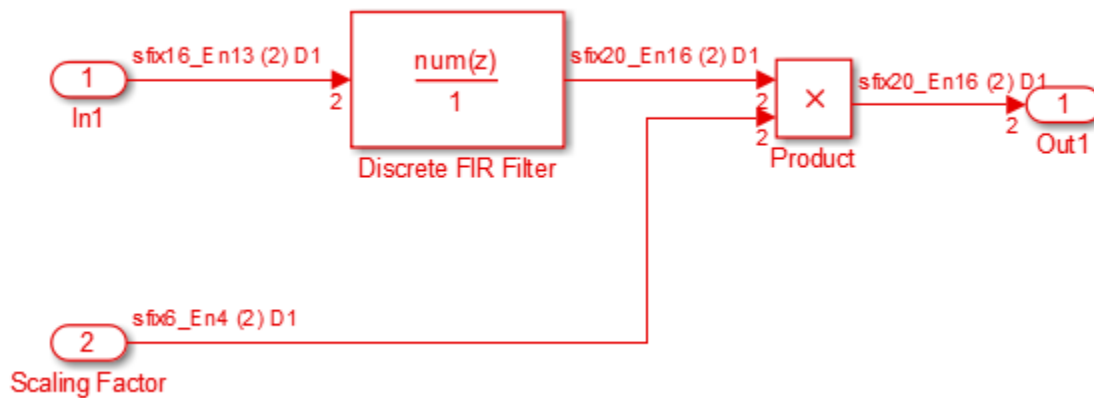 sfix16_En13 (2) D1
num(z)
sfix20_En16 (2) D1
sfix20_En16 (2) D1
1
2
1
2
×
1
In1
2
2
Product
Out1
Discrete FIR Filter
sfix6_En4 (2) D1
2
Scaling Factor